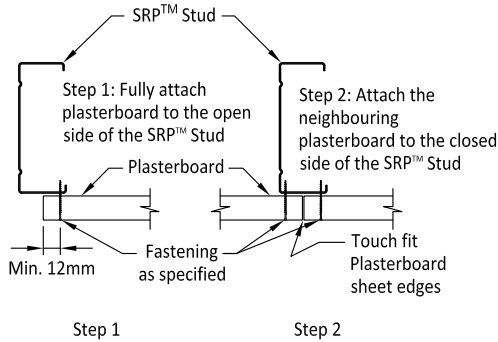 SRP™ Stud
Step 1: Fully attach
plasterboard to the open
side of the SRP™ Stud
Step 2: Attach the
neighbouring
plasterboard to the closed
side of the SRP™ Stud
Plasterboard
Min. 12mm
Fastening
as specified
Touch fit
Plasterboard
sheet edges
Step 1
Step 2